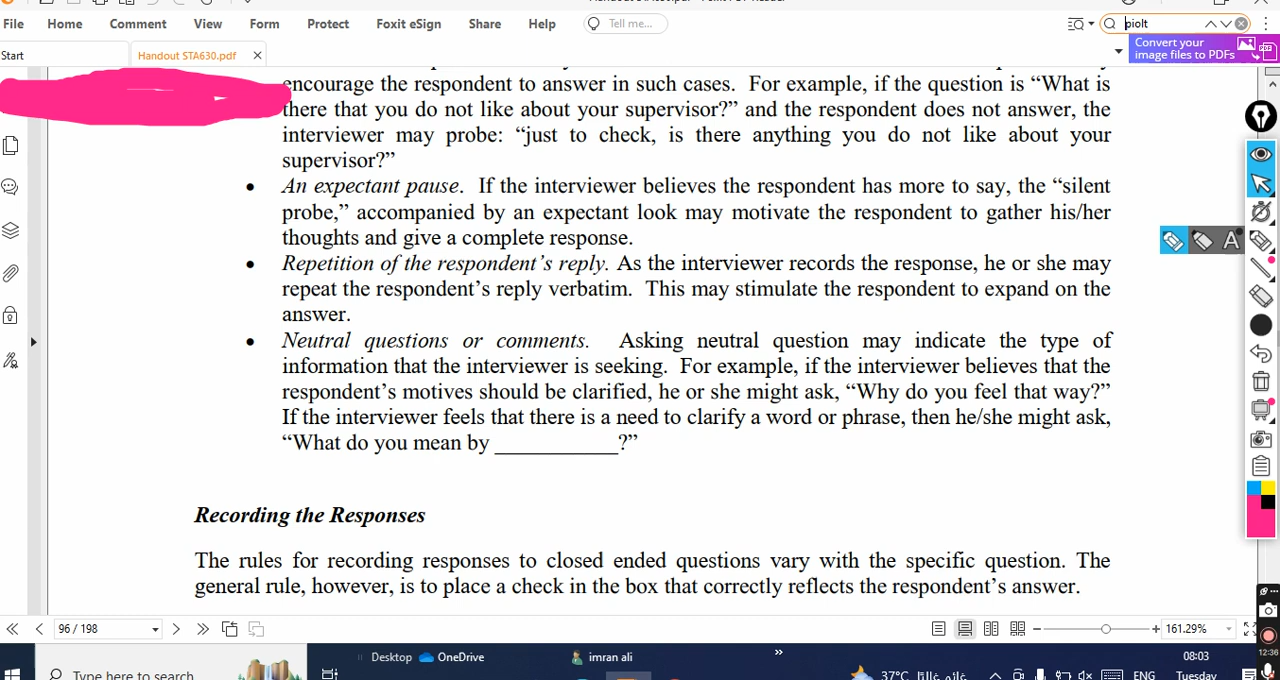 File Home Comment View Form Protect Foxit eSign Share Help Tell me... piolt
Convert your
image files to PDFs
Start Handout STA630.pdf
encourage the respondent to answer in such cases. For example, if the question is “What is
there that you do not like about your supervisor?” and the respondent does not answer, the
interviewer may probe: “just to check, is there anything you do not like about your
supervisor?”
• An expectant pause. If the interviewer believes the respondent has more to say, the “silent
probe,” accompanied by an expectant look may motivate the respondent to gather his/her
thoughts and give a complete response.
• Repetition of the respondent’s reply. As the interviewer records the response, he or she may
repeat the respondent’s reply verbatim. This may stimulate the respondent to expand on the
answer.
• Neutral questions or comments. Asking neutral question may indicate the type of
information that the interviewer is seeking. For example, if the interviewer believes that the
respondent’s motives should be clarified, he or she might ask, “Why do you feel that way?”
If the interviewer feels that there is a need to clarify a word or phrase, then he/she might ask,
“What do you mean by ___________?”
Recording the Responses
The rules for recording responses to closed ended questions vary with the specific question. The
general rule, however, is to place a check in the box that correctly reflects the respondent’s answer.
96 / 198 161.29%
12:36
Desktop OneDrive imran ali 08:03
Type here to search 37°C غائم غالبًا ENG Tuesday